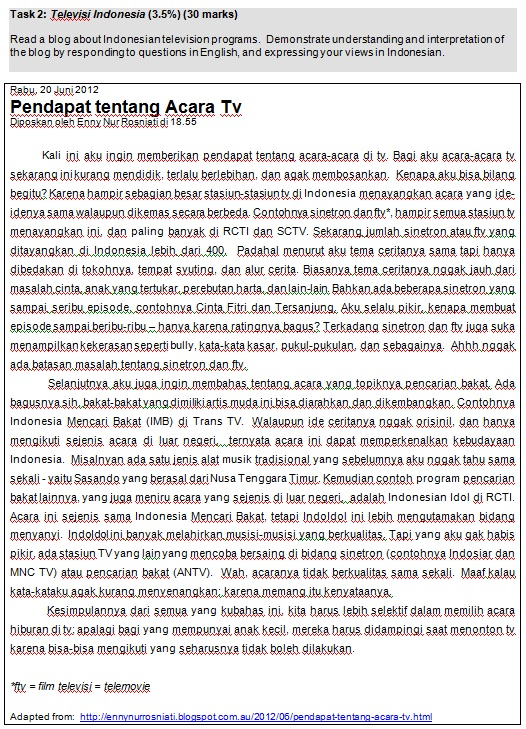 Task 2: Televisi Indonesia (3.5%) (30 marks)
Read a blog about Indonesian television programs. Demonstrate understanding and interpretation of
the blog by responding to questions in English, and expressing your views in Indonesian.
Rabu, 20 Juni 2012
Pendapat tentang Acara Tv
Diposkan oleh Enny Nur Rosniati di 18.55
Kali ini aku ingin memberikan pendapat tentang acara-acara di tv. Bagi aku acara-acara tv
sekarang ini kurang mendidik, terlalu berlebihan, dan agak membosankan. Kenapa aku bisa bilang
begitu? Karena hampir sebagian besar stasiun-stasiun tv di Indonesia menayangkan acara yang ide-
idenya sama walaupun dikemas secara berbeda. Contohnya sinetron dan ftv*, hampir semua stasiun tv
menayangkan ini, dan paling banyak di RCTI dan SCTV. Sekarang jumlah sinetron atau ftv yang
ditayangkan di Indonesia lebih dari 400. Padahal menurut aku tema ceritanya sama tapi hanya
dibedakan di tokohnya, tempat syuting, dan alur cerita. Biasanya tema ceritanya nggak jauh dari
masalah cinta, anak yang tertukar, perebutan harta, dan lain-lain. Bahkan ada beberapa sinetron yang
sampai seribu episode, contohnya Cinta Fitri dan Tersanjung. Aku selalu pikir, kenapa membuat
episode sampai beribu-ribu – hanya karena ratingnya bagus? Terkadang sinetron dan ftv juga suka
menampilkan kekerasan seperti bully, kata-kata kasar, pukul-pukulan, dan sebagainya. Ahhh nggak
ada batasan masalah tentang sinetron dan ftv.
Selanjutnya aku juga ingin membahas tentang acara yang topiknya pencarian bakat. Ada
bagusnya sih, bakat-bakat yang dimiliki artis muda ini bisa diarahkan dan dikembangkan. Contohnya
Indonesia Mencari Bakat (IMB) di Trans TV. Walaupun ide ceritanya nggak orisinil, dan hanya
mengikuti sejenis acara di luar negeri, ternyata acara ini dapat memperkenalkan kebudayaan
Indonesia. Misalnyan ada satu jenis alat musik tradisional yang sebelumnya aku nggak tahu sama
sekali - yaitu Sasando yang berasal dari Nusa Tenggara Timur. Kemudian contoh program pencarian
bakat lainnya, yang juga meniru acara yang sejenis di luar negeri, adalah Indonesian Idol di RCTI.
Acara ini sejenis sama Indonesia Mencari Bakat, tetapi IndoIdol ini lebih mengutamakan bidang
menyanyi. IndoIdol ini banyak melahirkan musisi-musisi yang berkualitas. Tapi yang aku gak habis
pikir, ada stasiun TV yang lain yang mencoba bersaing di bidang sinetron (contohnya Indosiar dan
MNC TV) atau pencarian bakat (ANTV). Wah, acaranya tidak berkualitas sama sekali. Maaf kalau
kata-kataku agak kurang menyenangkan; karena memang itu kenyataanya.
Kesimpulannya dari semua yang kubahas ini, kita harus lebih selektif dalam memilih acara
hiburan di tv; apalagi bagi yang mempunyai anak kecil, mereka harus didampingi saat menonton tv
karena bisa-bisa mengikuti yang seharusnya tidak boleh dilakukan.
*ftv = film televisi = telemovie
Adapted from: http://ennynurrosniati.blogspot.com.au/2012/06/pendapat-tentang-acara-tv.html